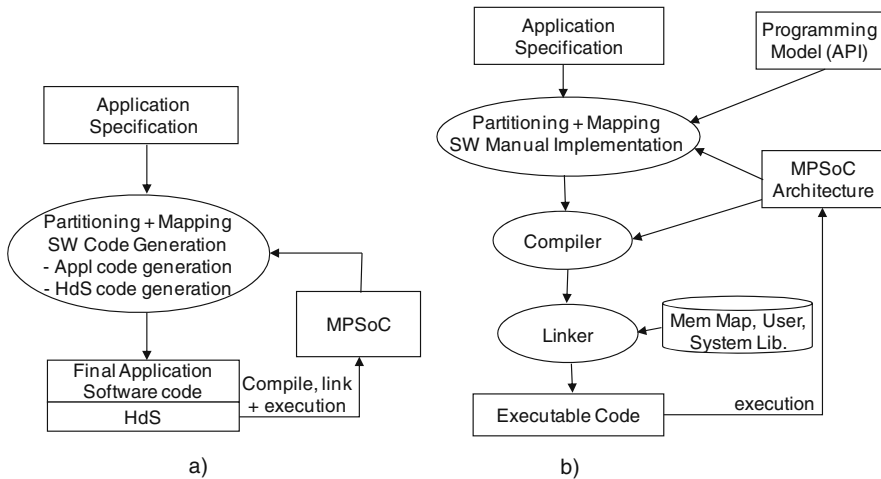 Application
Specification
Partitioning + Mapping
SW Code Generation
- Appl code generation
- HdS code generation
MPSoC
Final Application
Software code
HdS
Compile, link
+ execution
a)
Application
Specification
Programming
Model (API)
Partitioning + Mapping
SW Manual Implementation
MPSoC
Architecture
Compiler
Linker
Mem Map, User,
System Lib.
Executable Code
execution
b)